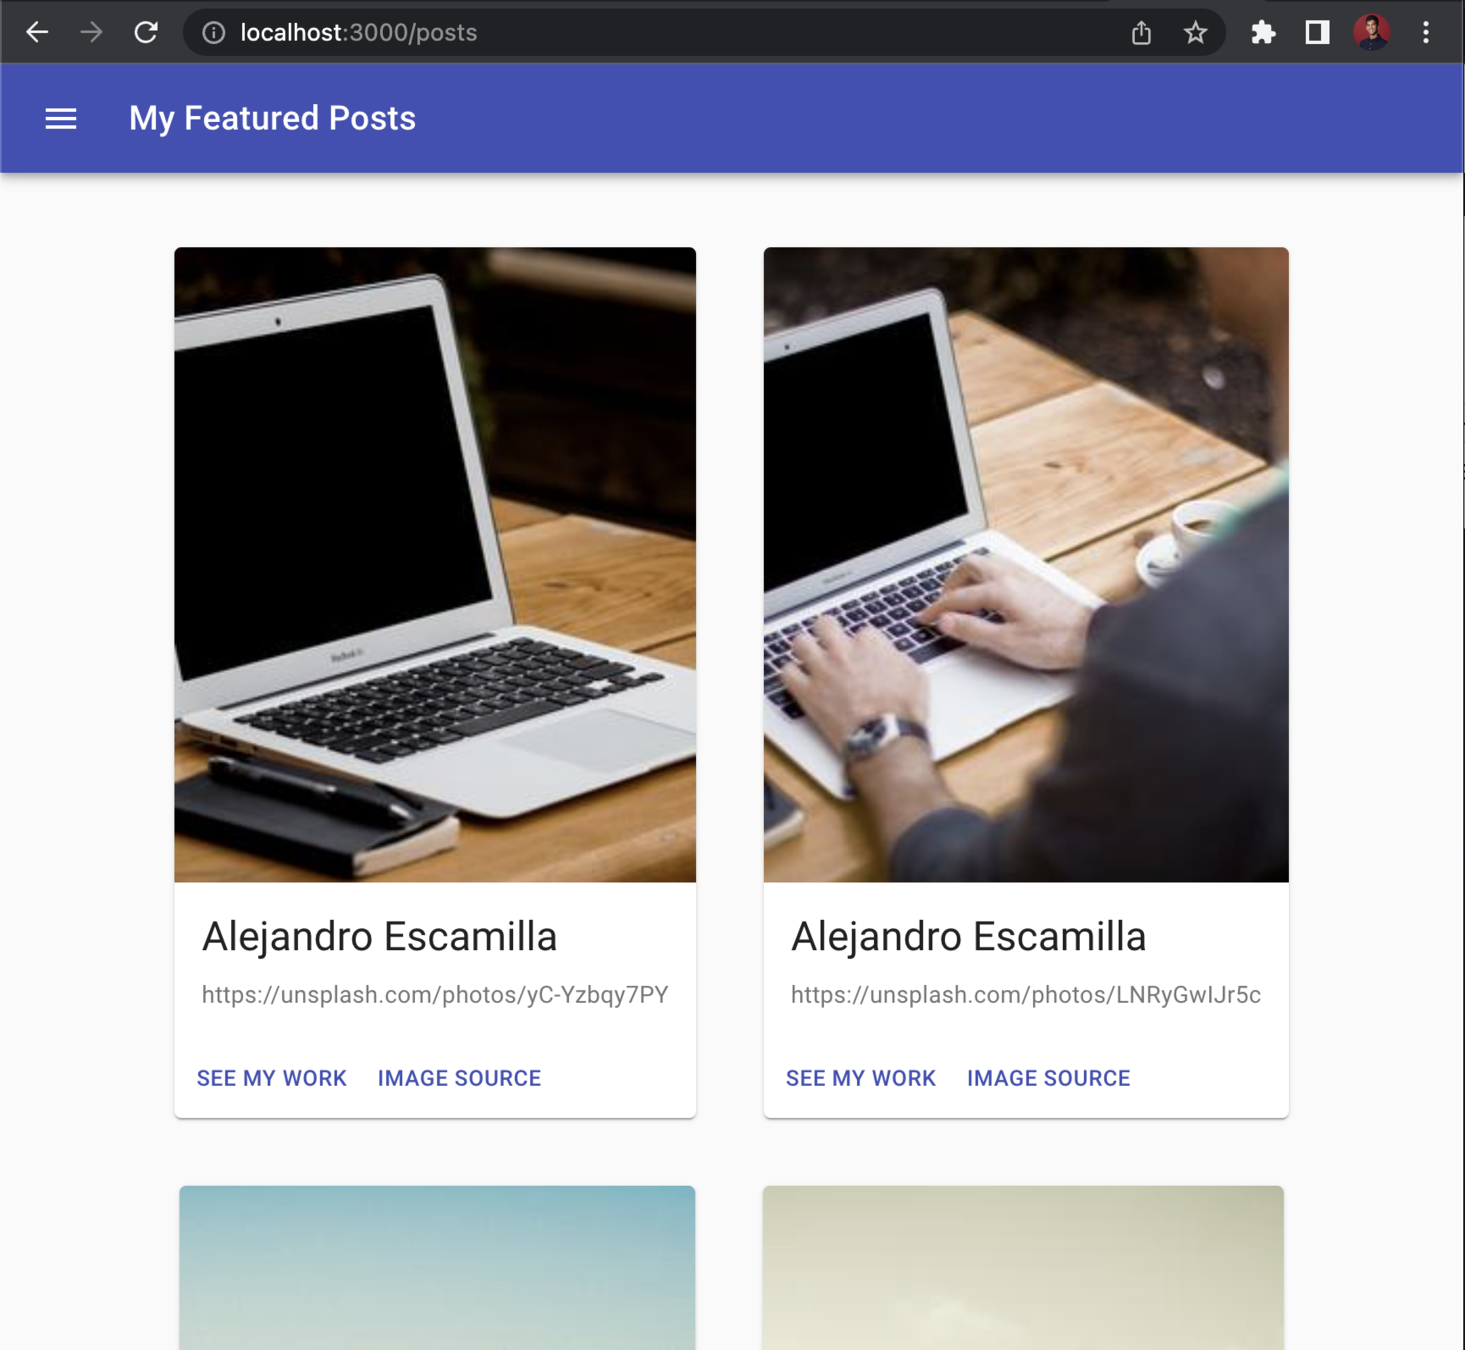 localhost:3000/posts
My Featured Posts
Alejandro Escamilla
https://unsplash.com/photos/yC-Yzbqy7PY
SEE MY WORK IMAGE SOURCE
Alejandro Escamilla
https://unsplash.com/photos/LNRyGwIJr5c
SEE MY WORK IMAGE SOURCE